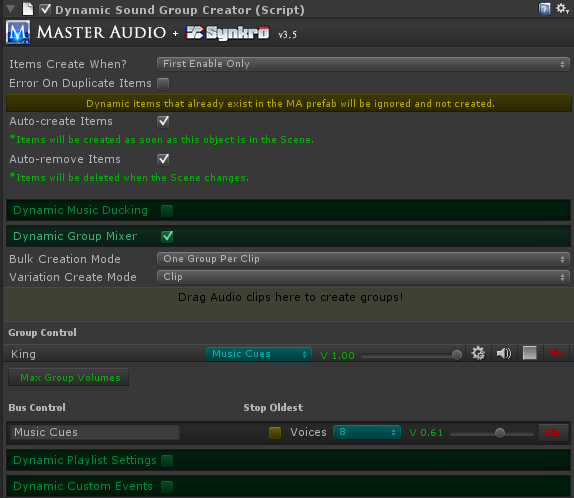 Dynamic Sound Group Creator (Script)
MASTER AUDIO + Synkro v3.5
Items Create When? First Enable Only
Error On Duplicate Items
Dynamic items that already exist in the MA prefab will be ignored and not created.
Auto-create Items
*Items will be created as soon as this object is in the Scene.
Auto-remove Items
*Items will be deleted when the Scene changes.
Dynamic Music Ducking
Dynamic Group Mixer
Bulk Creation Mode One Group Per Clip
Variation Create Mode Clip
Drag Audio clips here to create groups!
Group Control
King Music Cues V 1.00
Max Group Volumes
Bus Control Stop Oldest
Music Cues Voices 8 V 0.61
Dynamic Playlist Settings
Dynamic Custom Events